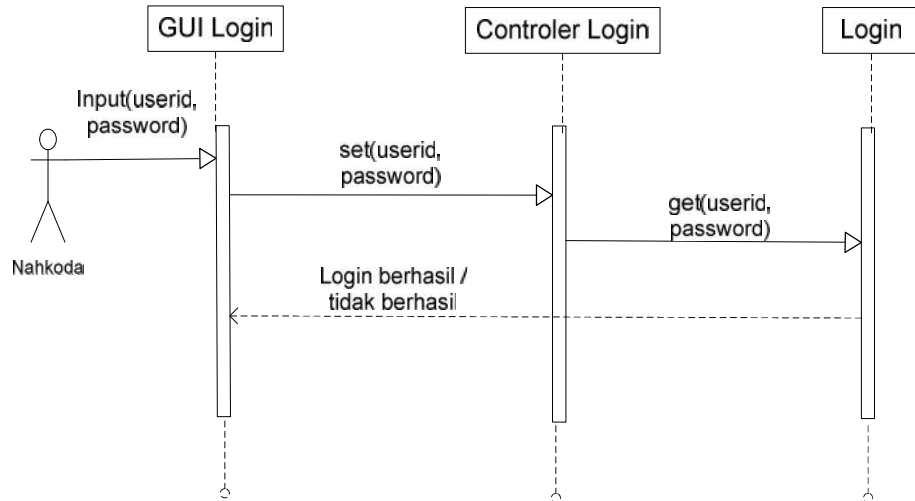 GUI Login
Controler Login
Login
Input(userid,
password)
set(userid,
password)
get(userid,
password)
Nahkoda
Login berhasil /
tidak berhasil